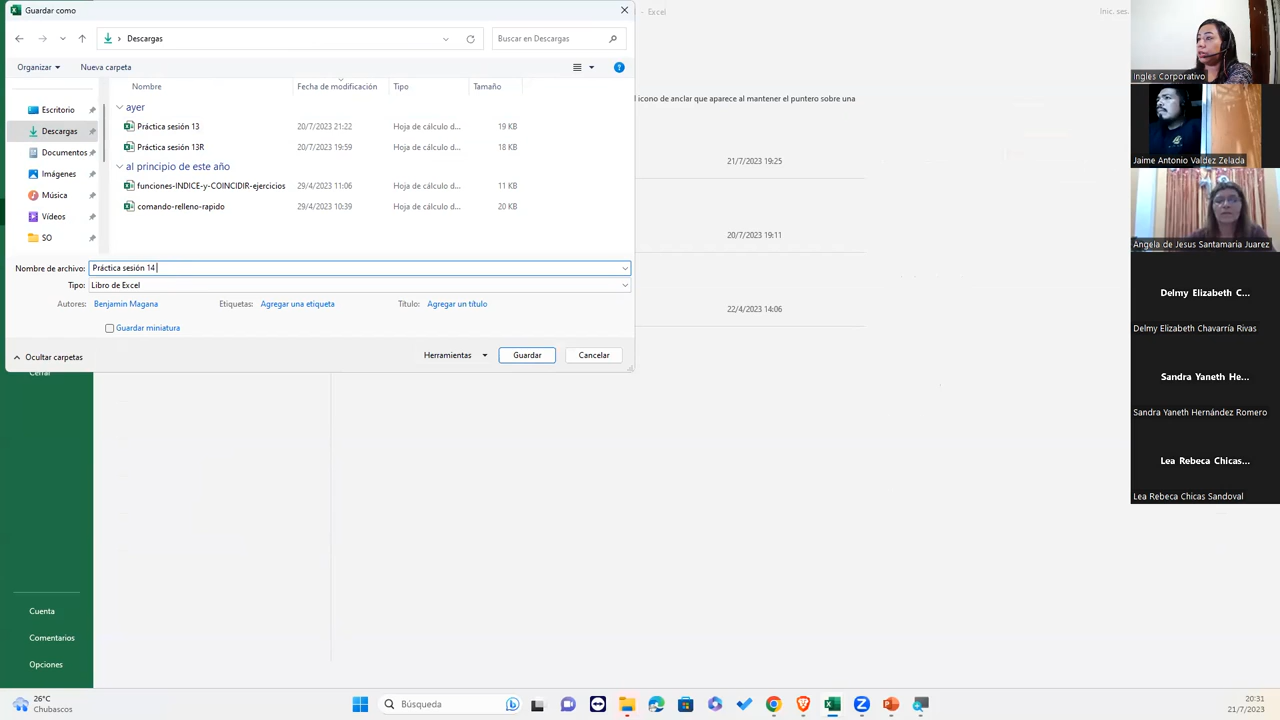 Guardar como
- Excel
Inic. ses.
Descargas
Buscar en Descargas
Organizar
Nueva carpeta
Nombre
Fecha de modificación
Tipo
Tamaño
l icono de anclar que aparece al mantener el puntero sobre una
Escritorio
Descargas
Documentos
Imágenes
Música
Vídeos
SO
ayer
Práctica sesión 13
20/7/2023 21:22
Hoja de cálculo d...
19 KB
Práctica sesión 13R
20/7/2023 19:59
Hoja de cálculo d...
18 KB
al principio de este año
funciones-INDICE-y-COINCIDIR-ejercicios
29/4/2023 11:06
Hoja de cálculo d...
11 KB
comando-relleno-rapido
29/4/2023 10:39
Hoja de cálculo d...
20 KB
21/7/2023 19:25
20/7/2023 19:11
22/4/2023 14:06
Nombre de archivo:
Práctica sesión 14
Tipo:
Libro de Excel
Autores:
Benjamin Magana
Etiquetas:
Agregar una etiqueta
Título:
Agregar un título
Guardar miniatura
Ocultar carpetas
Herramientas
Guardar
Cancelar
Cerrar
Cuenta
Comentarios
Opciones
Ingles Corporativo
Jaime Antonio Valdez Zelada
Angela de Jesus Santamaria Juarez
Delmy Elizabeth C...
Delmy Elizabeth Chavarría Rivas
Sandra Yaneth He...
Sandra Yaneth Hernández Romero
Lea Rebeca Chicas...
Lea Rebeca Chicas Sandoval
26°C
Chubascos
Búsqueda
20:31
21/7/2023